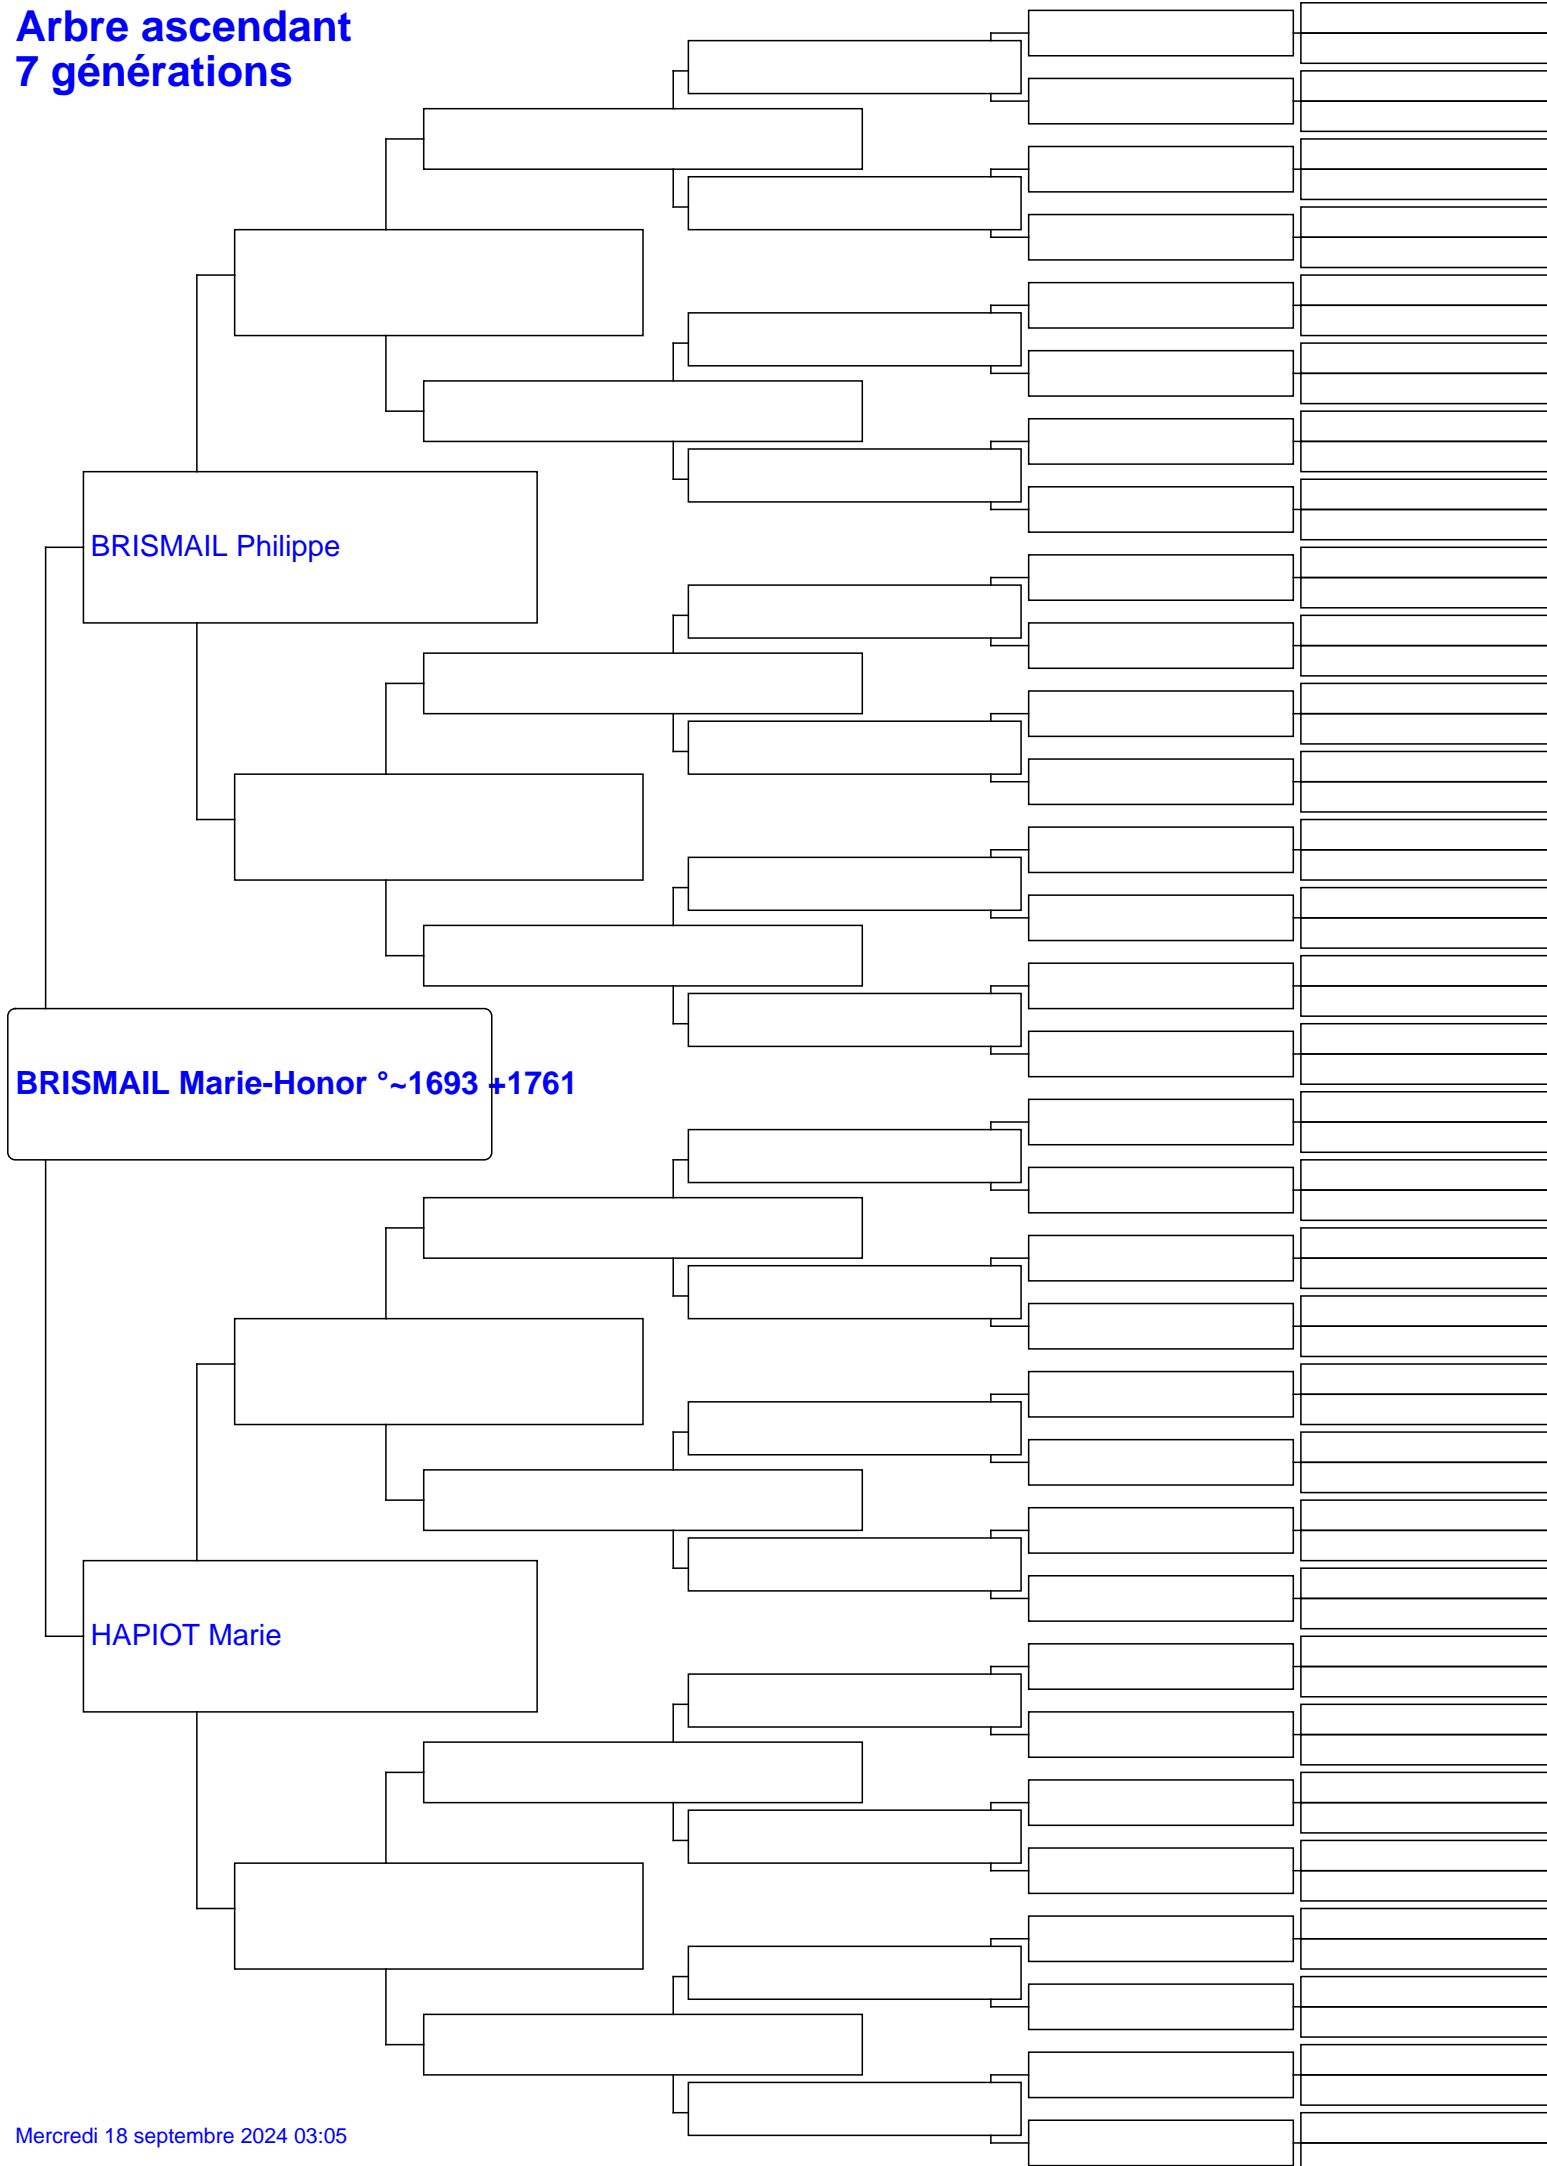 Arbre ascendant
7 générations
BRISMAIL Philippe
BRISMAIL Marie-Honor °~1693 +1761
HAPIOT Marie
Mercredi 18 septembre 2024 03:05